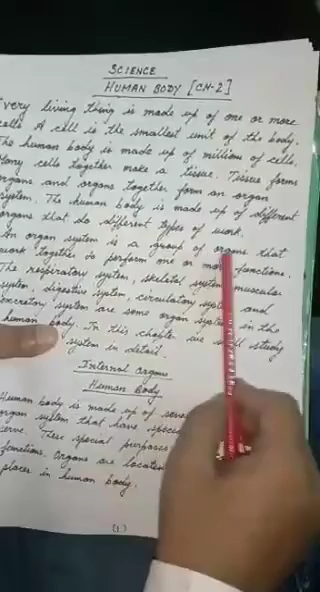 SCIENCE
HUMAN BODY [CH-2]
Every living thing is made up of one or more
cells. A cell is the smallest unit of the body.
The human body is made up of millions of cells.
Many cells together make a tissue. Tissue forms
organs and organs together form an organ
system. The human body is made up of different
organs that do different types of work.
An organ system is a group of organs that
work together to perform one or more functions.
The respiratory system, skeletal system, muscular
system, digestive system, circulatory system and
excretory system are some organ systems in the
human body. In this chapter we will study
system in detail.
Internal Organs
Human Body
Human body is made up of
organ system that have special
serve. These special purposes
functions. Organs are located
places in human body.
(1)